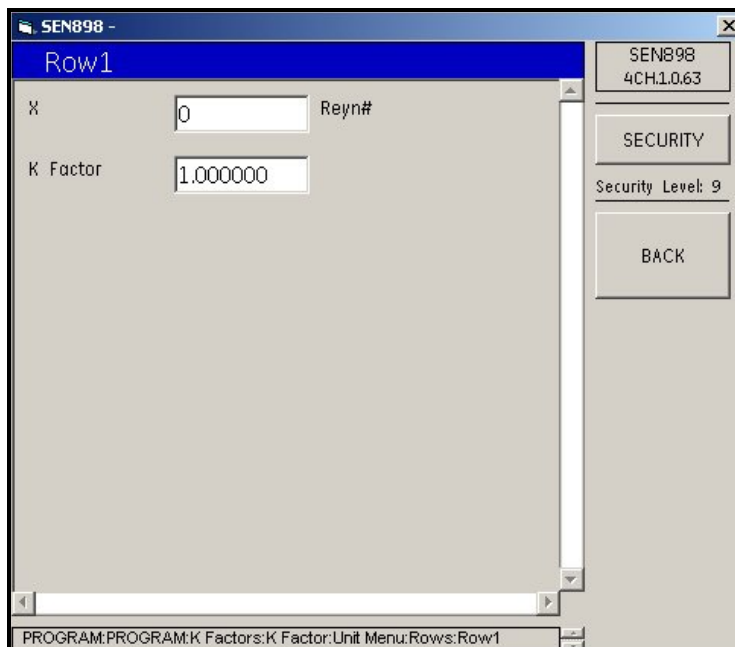 SEN898 -
Row1
X 0 Reyn#
K Factor 1.000000
SEN898
4CH.1.0.63
SECURITY
Security Level: 9
BACK
PROGRAM:PROGRAM:K Factors:K Factor:Unit Menu:Rows:Row1